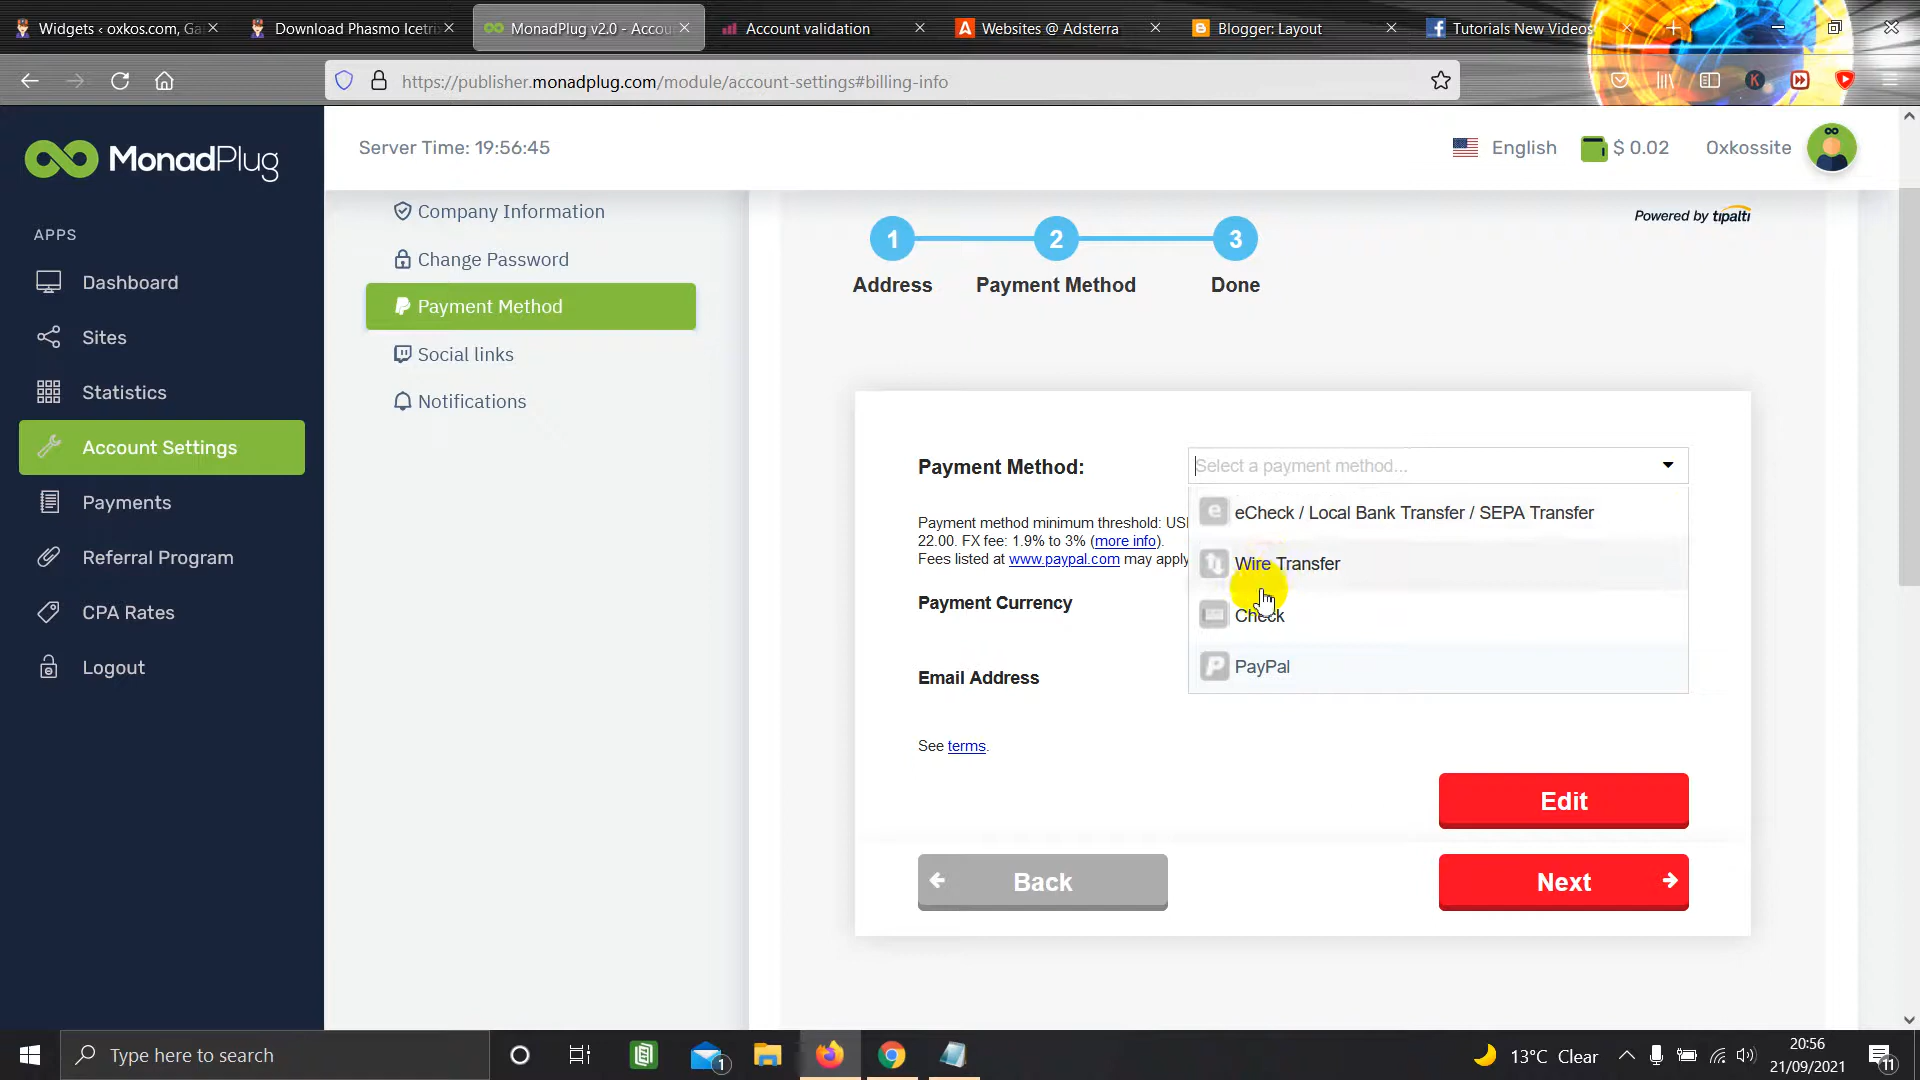 Widgets ‹ oxkos.com, Ga
Download Phasmo Icetrix
MonadPlug v2.0 - Accou
Account validation
Websites @ Adsterra
Blogger: Layout
Tutorials New Videos
https://publisher.monadplug.com/module/account-settings#billing-info
MonadPlug
Server Time: 19:56:45
English
$ 0.02
Oxkossite
APPS
Dashboard
Sites
Statistics
Account Settings
Payments
Referral Program
CPA Rates
Logout
Company Information
Change Password
Payment Method
Social links
Notifications
Powered by tipalti
1
2
3
Address
Payment Method
Done
Payment Method:
Select a payment method...
eCheck / Local Bank Transfer / SEPA Transfer
Wire Transfer
Check
PayPal
Payment method minimum threshold: US
22.00. FX fee: 1.9% to 3% (more info).
Fees listed at www.paypal.com may apply
Payment Currency
Email Address
See terms.
Edit
Back
Next
Type here to search
1
13°C Clear
20:56
21/09/2021
11